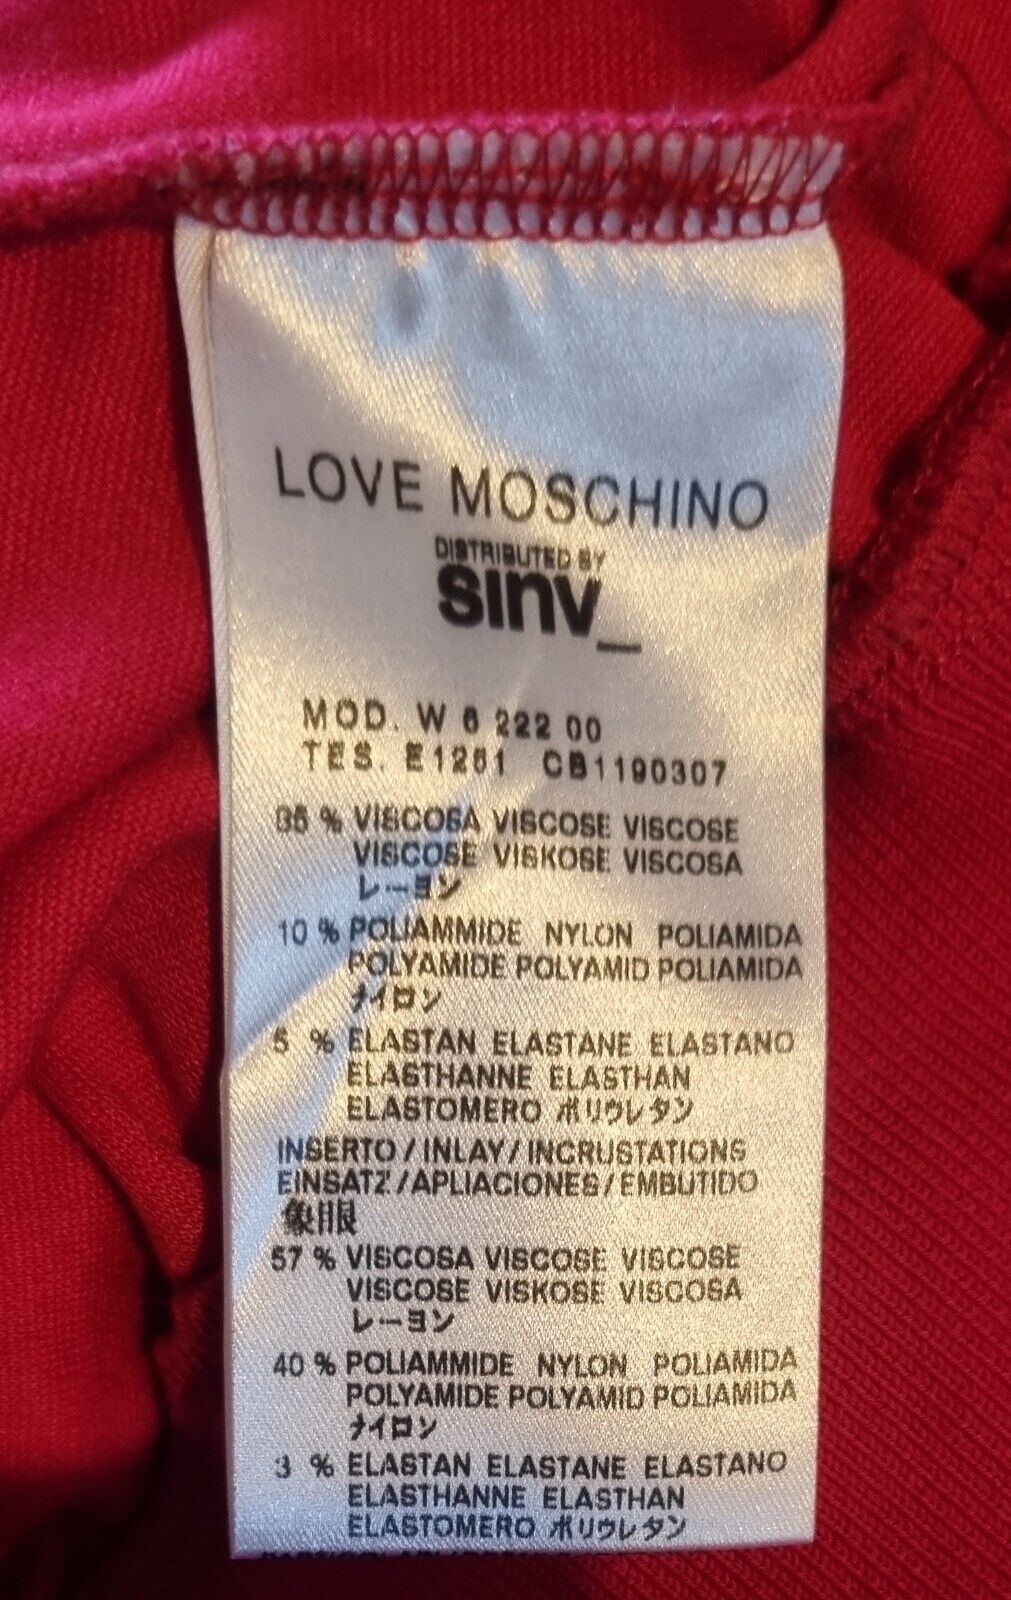 LOVE MOSCHINO
DISTRIBUTED BY
sinv_
MOD. W 6 222 00
TES. E1261 CB1190307
85 % VISCOSA VISCOSE VISCOSE
VISCOSE VISKOSE VISCOSA
レーヨン
10 % POLIAMMIDE NYLON POLIAMIDA
POLYAMIDE POLYAMID POLIAMIDA
ナイロン
5 % ELASTAN ELASTANE ELASTANO
ELASTHANNE ELASTHAN
ELASTOMERO ポリウレタン
INSERTO/INLAY/INCRUSTATIONS
EINSATZ/APLIACIONES/EMBUTIDO
象眼
57 % VISCOSA VISCOSE VISCOSE
VISCOSE VISKOSE VISCOSA
レーヨン
40 % POLIAMMIDE NYLON POLIAMIDA
POLYAMIDE POLYAMID POLIAMIDA
ナイロン
3 % ELASTAN ELASTANE ELASTANO
ELASTHANNE ELASTHAN
ELASTOMERO ポリウレタン